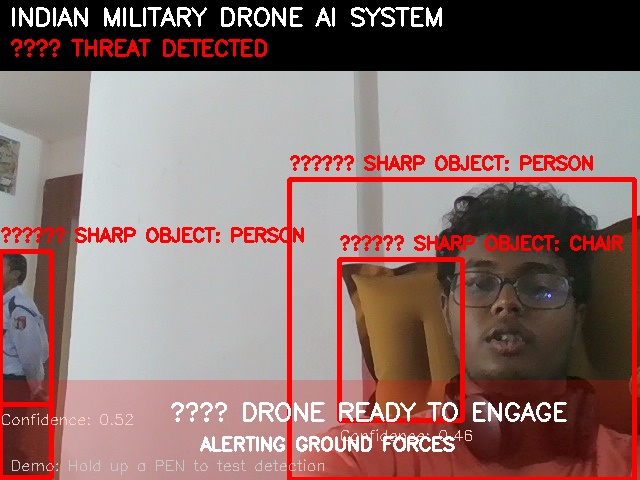 INDIAN MILITARY DRONE AI SYSTEM
???? THREAT DETECTED
?????? SHARP OBJECT: PERSON
?????? SHARP OBJECT: PERSON
?????? SHARP OBJECT: CHAIR
???? DRONE READY TO ENGAGE
Confidence: 0.52
Confidence: 0.46
ALERTING GROUND FORCES
Demo: Hold up a PEN to test detection